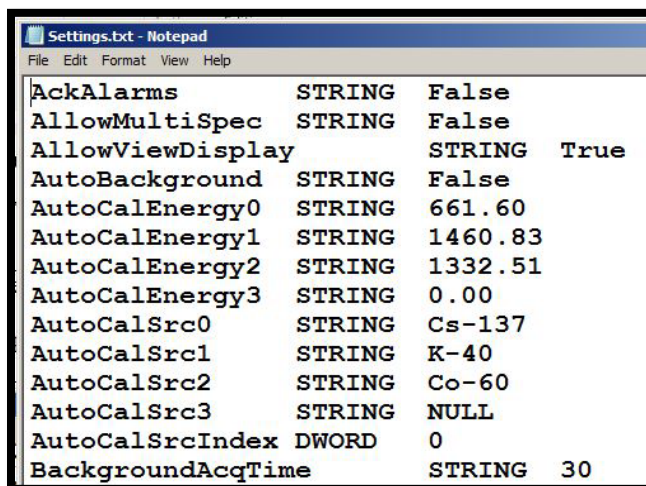 Settings.txt - Notepad
File Edit Format View Help
AckAlarms STRING False
AllowMultiSpec STRING False
AllowViewDisplay STRING True
AutoBackground STRING False
AutoCalEnergy0 STRING 661.60
AutoCalEnergy1 STRING 1460.83
AutoCalEnergy2 STRING 1332.51
AutoCalEnergy3 STRING 0.00
AutoCalSrc0 STRING Cs-137
AutoCalSrc1 STRING K-40
AutoCalSrc2 STRING Co-60
AutoCalSrc3 STRING NULL
AutoCalSrcIndex DWORD 0
BackgroundAcqTime STRING 30